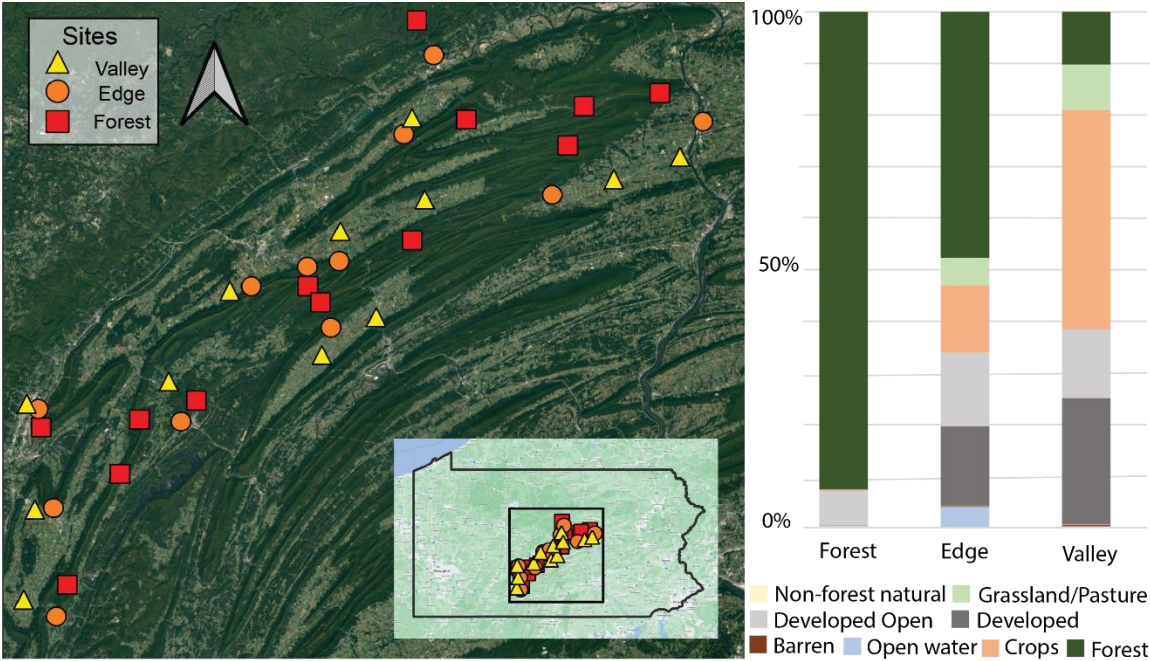 Sites
Valley
Edge
Forest
100%
50%
0%
Forest
Edge
Valley
Non-forest natural
Grassland/Pasture
Developed Open
Developed
Barren
Open water
Crops
Forest